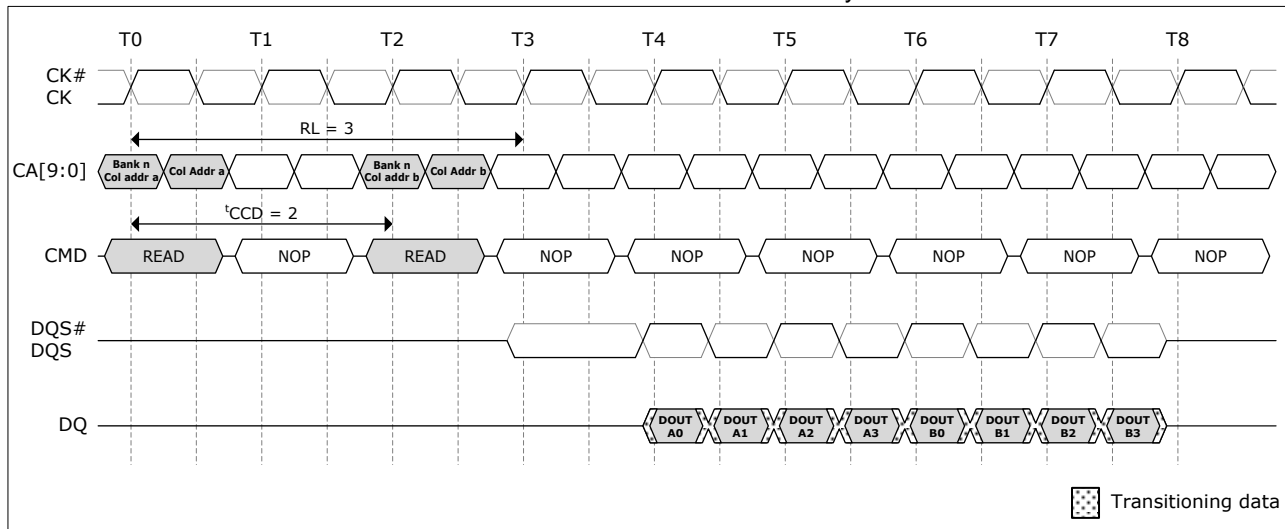 T0 T1 T2 T3 T4 T5 T6 T7 T8
CK#
CK
RL = 3
CA[9:0]
Bank n
Col addr a
Col Addr a
Bank n
Col addr b
Col Addr b
tCCD = 2
CMD READ NOP READ NOP NOP NOP NOP NOP NOP
DQS#
DQS
DQ
DOUT
A0
DOUT
A1
DOUT
A2
DOUT
A3
DOUT
B0
DOUT
B1
DOUT
B2
DOUT
B3
Transitioning data